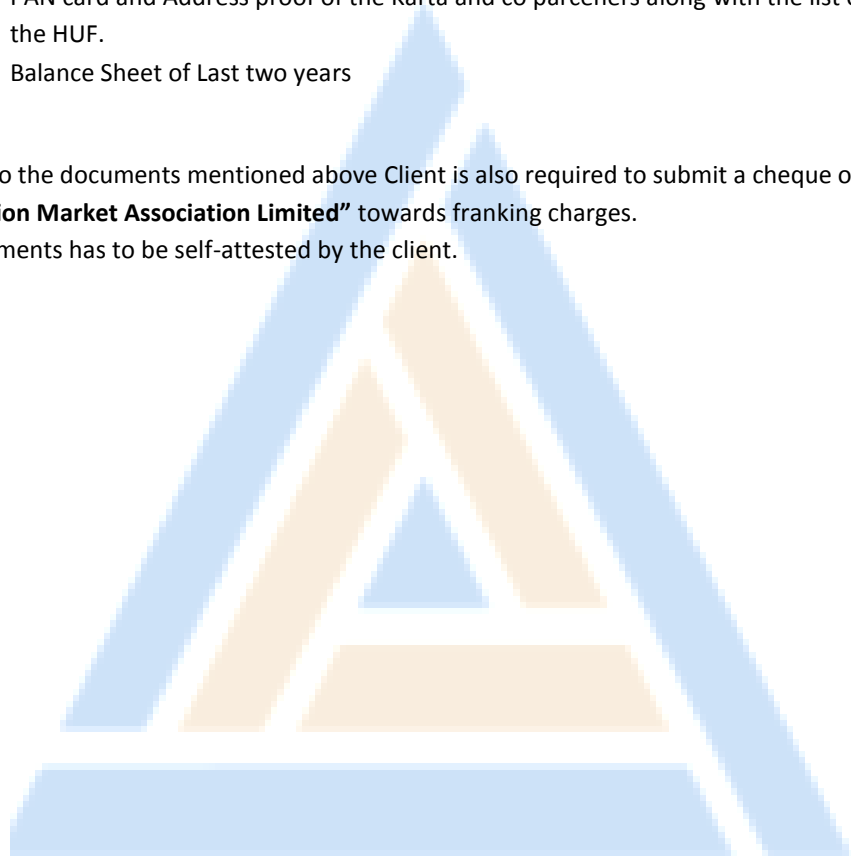 PAN card and Address proof of the Karta and co parceners along with the list
the HUF.
Balance Sheet of Last two years
o the documents mentioned above Client is also required to submit a cheque o
ion Market Association Limited” towards franking charges.
ments has to be self-attested by the client.